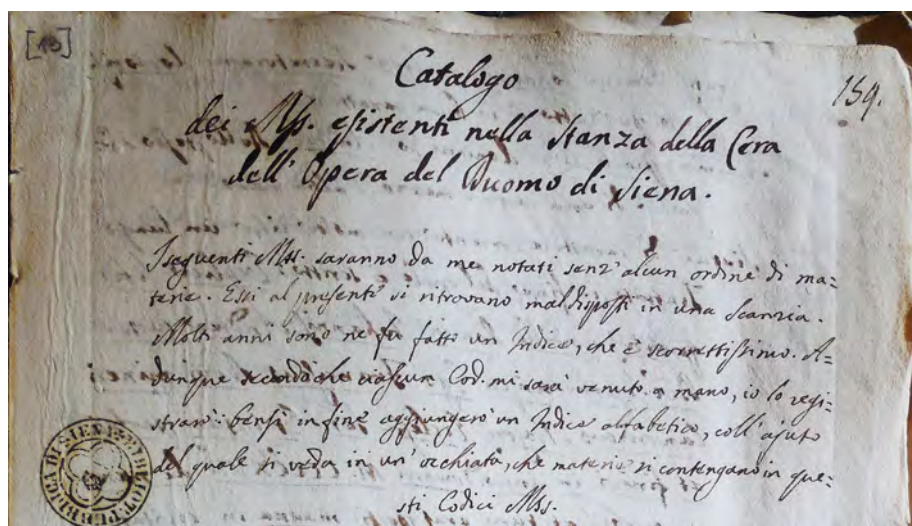 [10]
159.
Catalogo
dei Mss. esistenti nella Stanza della Cera
dell' Opera del Duomo di Siena.
I seguenti Mss. saranno da me notati senz' alcun ordine di ma=
terie. Essi al presente si ritrovano mal disposti in una Scanzia.
Molti anni sono ne fu fatto un Indice, che è scorrettissimo. A=
dunque secondo che ciascun Cod. mi sarà venuto a mano, io lo regi=
strarò: bensì in fine aggiungerò un Indice alfabetico, coll' ajuto
del quale si veda in un' occhiata, che materie si contengano in que=
sti Codici Mss.